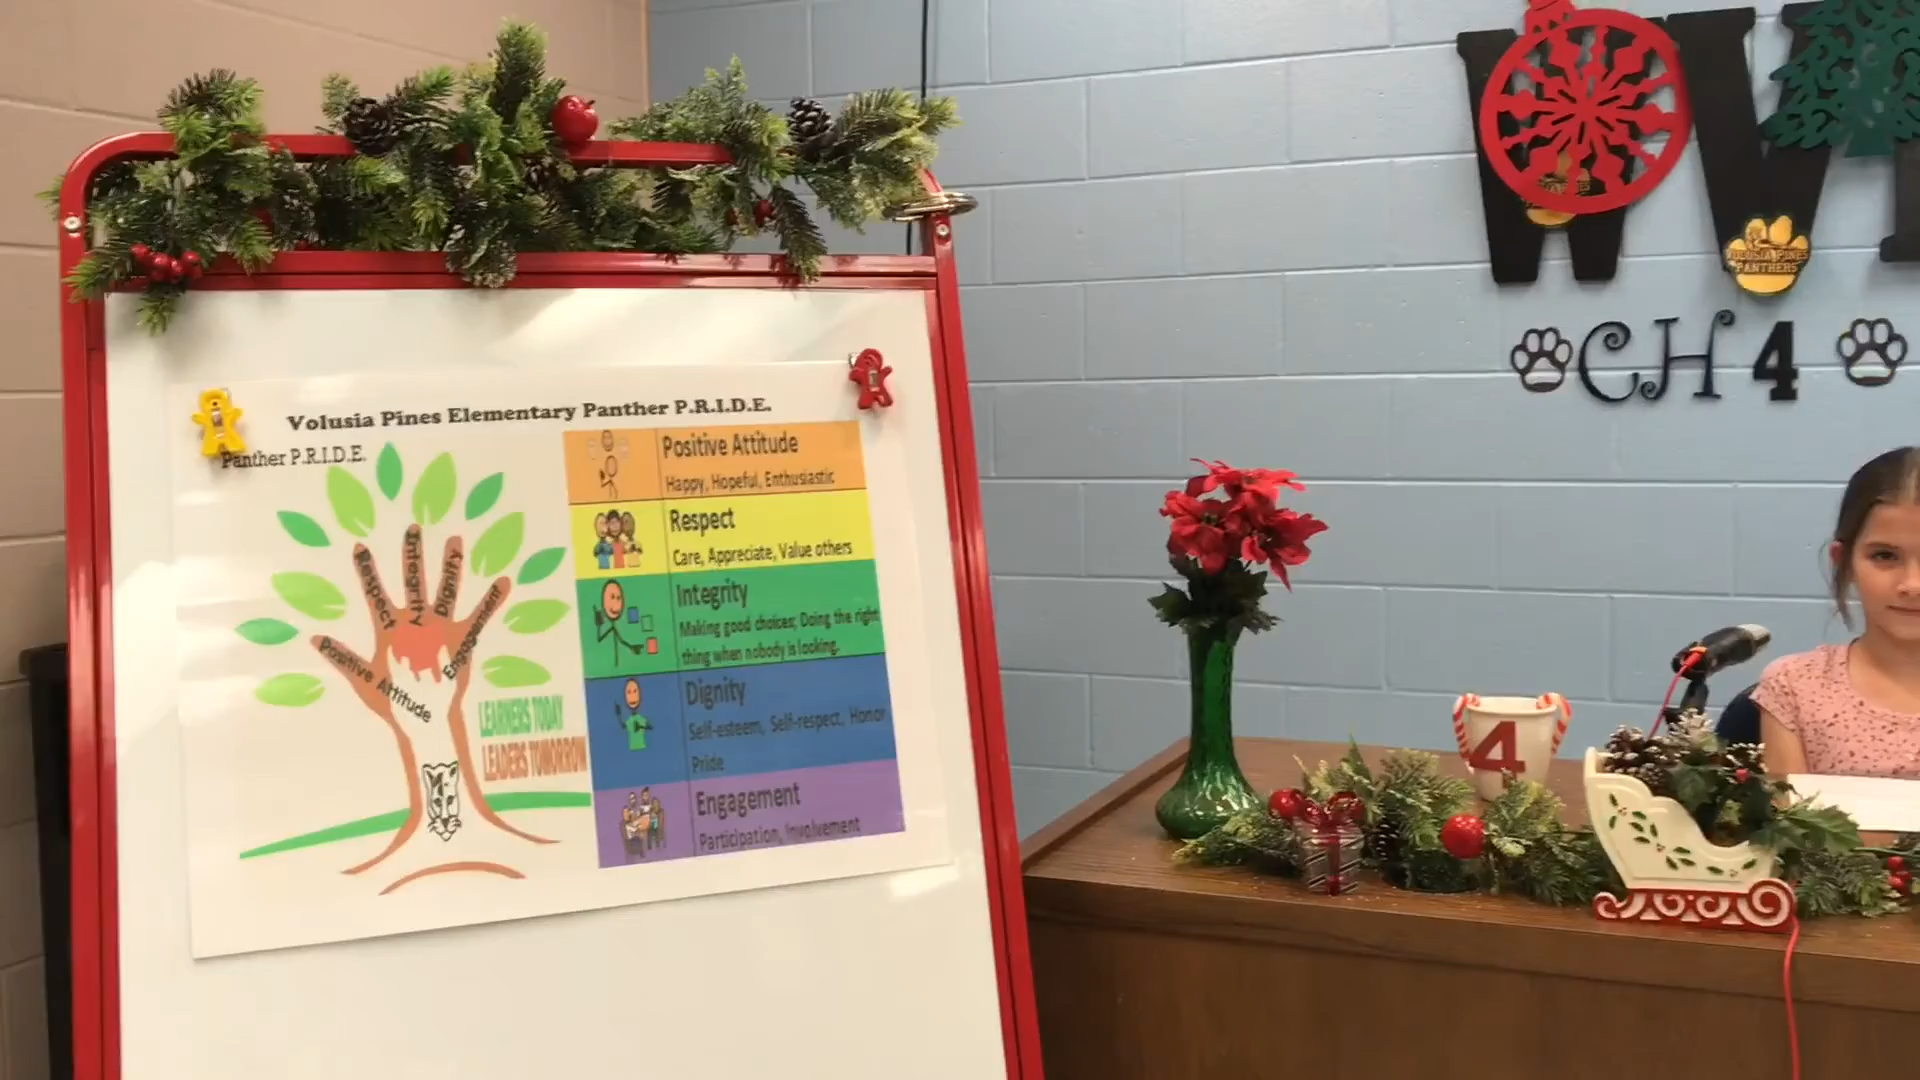 Volusia Pines Elementary Panther P.R.I.D.E.
Panther P.R.I.D.E.
Positive Attitude
Respect
Integrity
Dignity
Engagement
LEARNERS TODAY
LEADERS TOMORROW
Positive Attitude
Happy, Hopeful, Enthusiastic
Respect
Care, Appreciate, Value others
Integrity
Making good choices; Doing the right
thing when nobody is looking.
Dignity
Self-esteem, Self-respect, Honor
Pride
Engagement
Participation, Involvement
WV
VOLUSIA PINES
PANTHERS
CH 4
4